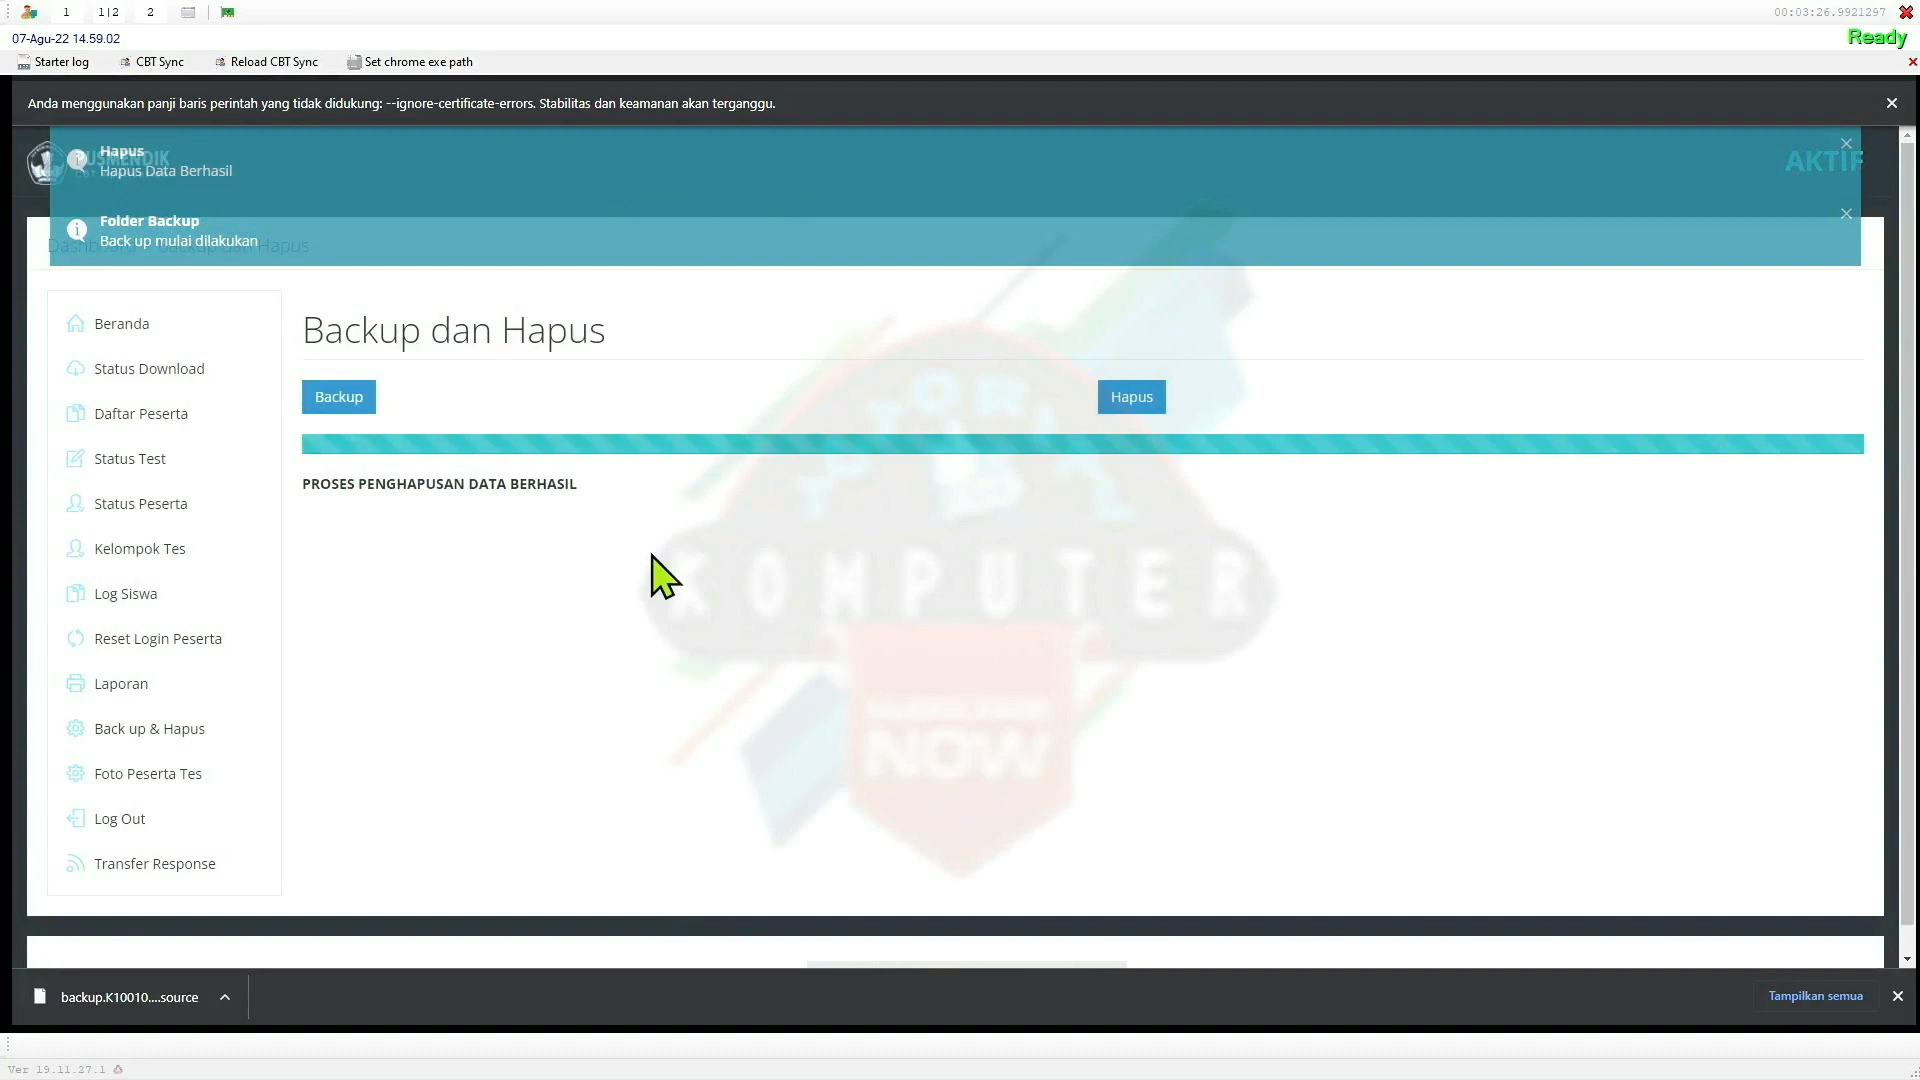 1
1|2
2
00:03:26.9921297
07-Agu-22 14.59.02
Ready
Starter log
CBT Sync
Reload CBT Sync
Set chrome exe path
Anda menggunakan panji baris perintah yang tidak didukung: --ignore-certificate-errors. Stabilitas dan keamanan akan terganggu.
Hapus
Hapus Data Berhasil
AKTIF
Folder Backup
Back up mulai dilakukan
Beranda
Status Download
Daftar Peserta
Status Test
Status Peserta
Kelompok Tes
Log Siswa
Reset Login Peserta
Laporan
Back up & Hapus
Foto Peserta Tes
Log Out
Transfer Response
Backup dan Hapus
Backup
Hapus
PROSES PENGHAPUSAN DATA BERHASIL
TUTORIAL
KOMPUTER
NOW
backup.K10010....source
Tampilkan semua
Ver 19.11.27.1